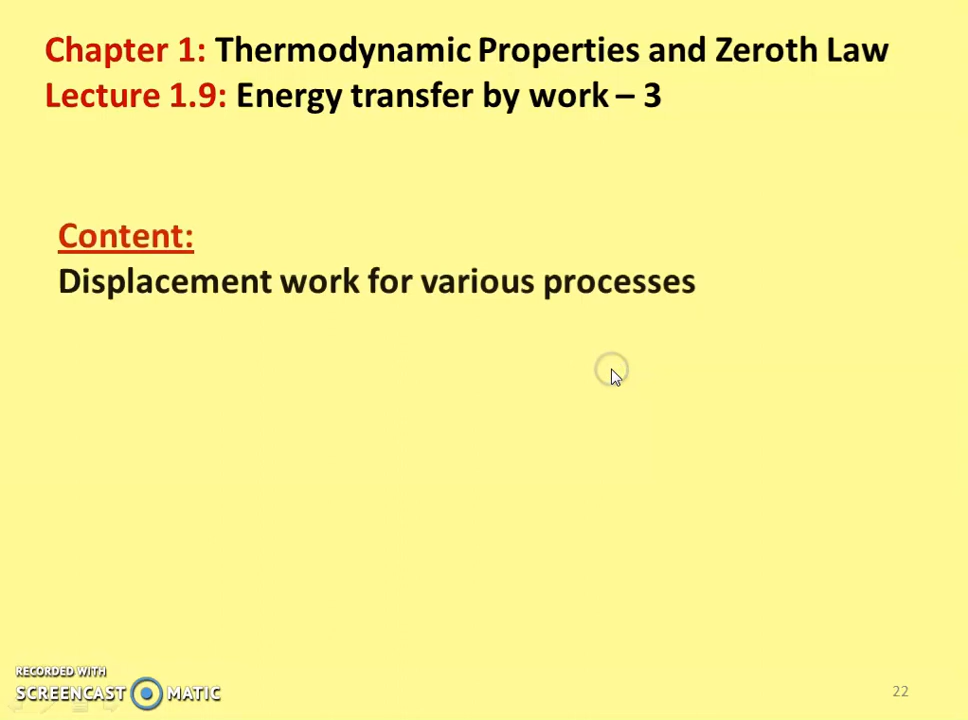 Chapter 1: Thermodynamic Properties and Zeroth Law
Lecture 1.9: Energy transfer by work – 3
Content:
Displacement work for various processes
RECORDED WITH
SCREENCAST MATIC
22